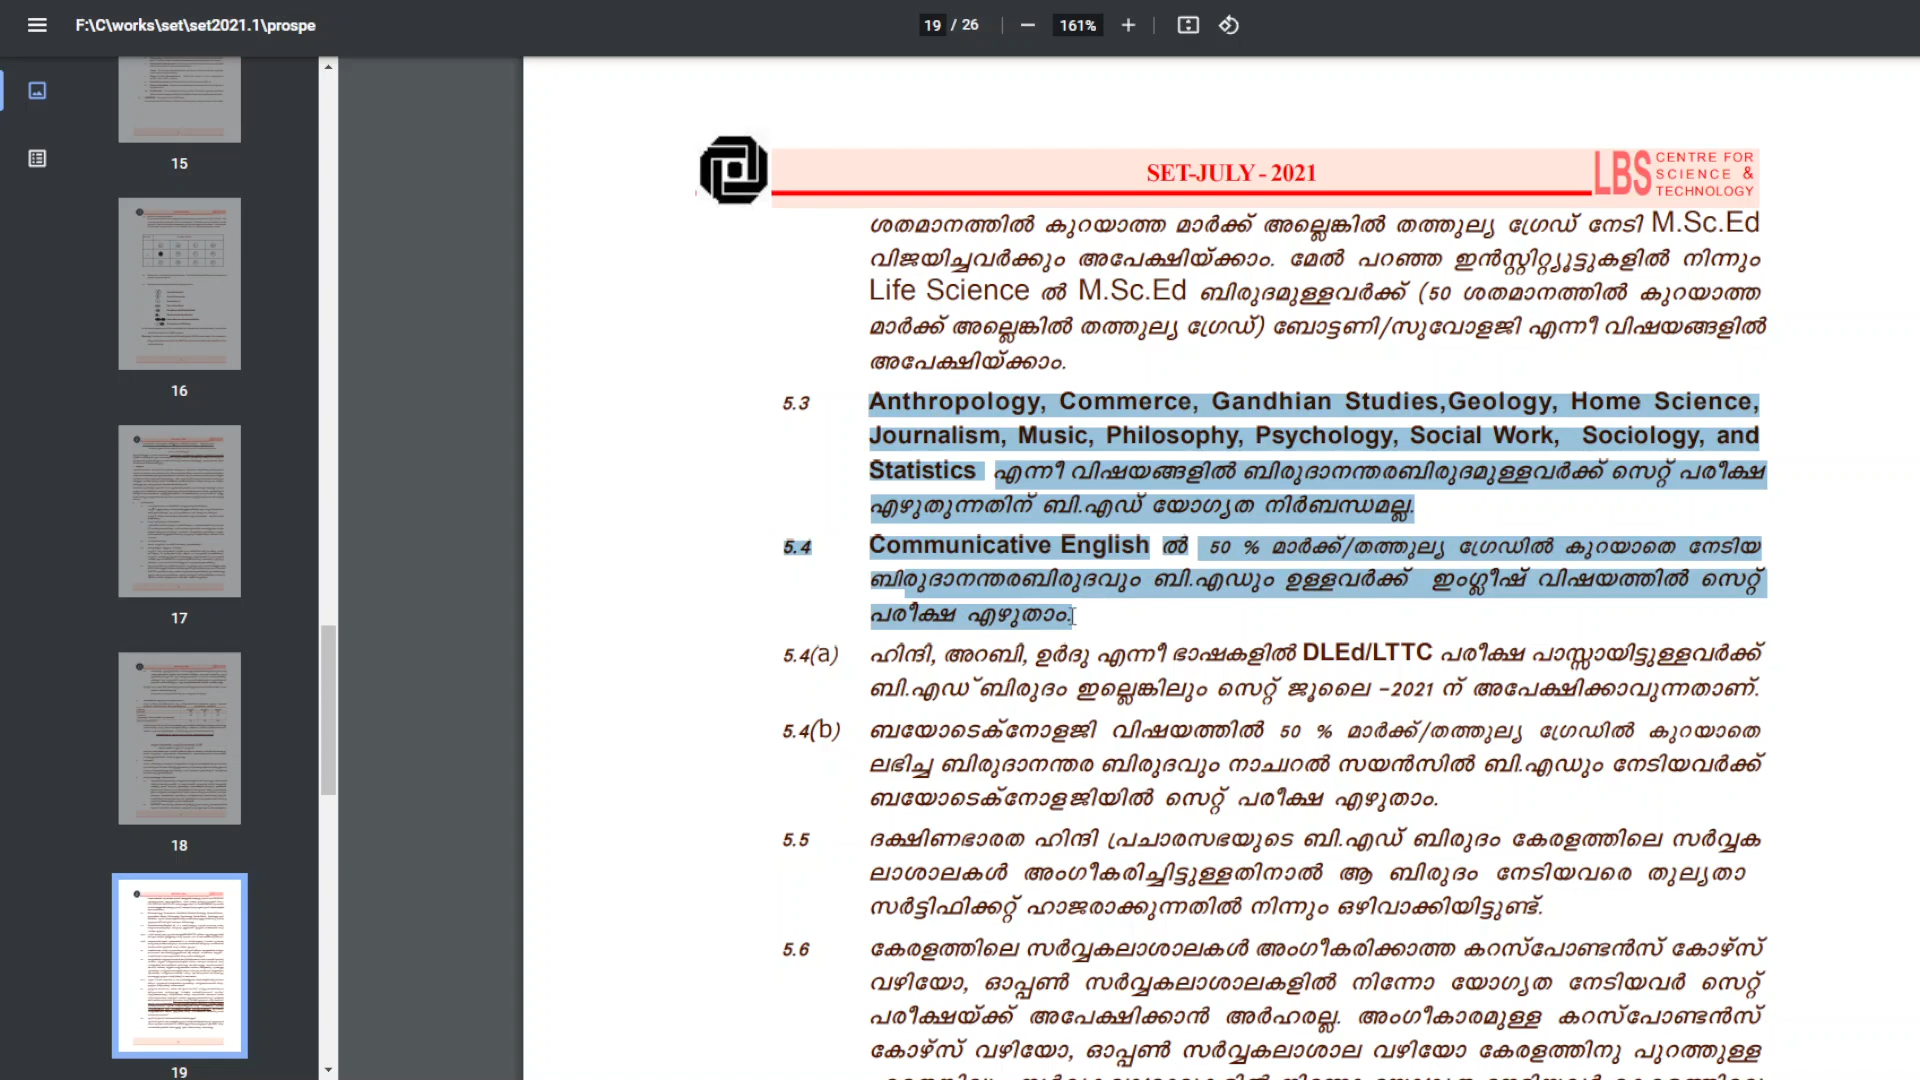 F:\C\works\set\set2021.1\prospe
19 / 26
161%
15
16
17
18
19
SET-JULY - 2021
LBS CENTRE FOR
SCIENCE &
TECHNOLOGY
ശതമാനത്തിൽ കുറയാത്ത മാർക്ക് അല്ലെങ്കിൽ തത്തുല്യ ഗ്രേഡ് നേടി M.Sc.Ed
വിജയിച്ചവർക്കും അപേക്ഷിയ്ക്കാം. മേൽ പറഞ്ഞ ഇൻസ്റ്റിറ്റ്യൂട്ടുകളിൽ നിന്നും
Life Science ൽ M.Sc.Ed ബിരുദമുള്ളവർക്ക് (50 ശതമാനത്തിൽ കുറയാത്ത
മാർക്ക് അല്ലെങ്കിൽ തത്തുല്യ ഗ്രേഡ്) ബോട്ടണി/സുവോളജി എന്നീ വിഷയങ്ങളിൽ
അപേക്ഷിയ്ക്കാം.
5.3 Anthropology, Commerce, Gandhian Studies,Geology, Home Science,
Journalism, Music, Philosophy, Psychology, Social Work, Sociology, and
Statistics എന്നീ വിഷയങ്ങളിൽ ബിരുദാനന്തരബിരുദമുള്ളവർക്ക് സെറ്റ് പരീക്ഷ
എഴുതുന്നതിന് ബി.എഡ് യോഗ്യത നിർബന്ധമല്ല.
5.4 Communicative English ൽ 50 % മാർക്ക്/തത്തുല്യ ഗ്രേഡിൽ കുറയാതെ നേടിയ
ബിരുദാനന്തരബിരുദവും ബി.എഡും ഉള്ളവർക്ക് ഇംഗ്ലീഷ് വിഷയത്തിൽ സെറ്റ്
പരീക്ഷ എഴുതാം.
5.4(a) ഹിന്ദി, അറബി, ഉർദു എന്നീ ഭാഷകളിൽ DLEd/LTTC പരീക്ഷ പാസ്സായിട്ടുള്ളവർക്ക്
ബി.എഡ് ബിരുദം ഇല്ലെങ്കിലും സെറ്റ് ജൂലൈ -2021 ന് അപേക്ഷിക്കാവുന്നതാണ്.
5.4(b) ബയോടെക്നോളജി വിഷയത്തിൽ 50 % മാർക്ക്/തത്തുല്യ ഗ്രേഡിൽ കുറയാതെ
ലഭിച്ച ബിരുദാനന്തര ബിരുദവും നാച്വറൽ സയൻസിൽ ബി.എഡും നേടിയവർക്ക്
ബയോടെക്നോളജിയിൽ സെറ്റ് പരീക്ഷ എഴുതാം.
5.5 ദക്ഷിണഭാരത ഹിന്ദി പ്രചാരസഭയുടെ ബി.എഡ് ബിരുദം കേരളത്തിലെ സർവ്വക
ലാശാലകൾ അംഗീകരിച്ചിട്ടുള്ളതിനാൽ ആ ബിരുദം നേടിയവരെ തുല്യതാ
സർട്ടിഫിക്കറ്റ് ഹാജരാക്കുന്നതിൽ നിന്നും ഒഴിവാക്കിയിട്ടുണ്ട്.
5.6 കേരളത്തിലെ സർവ്വകലാശാലകൾ അംഗീകരിക്കാത്ത കറസ്പോണ്ടൻസ് കോഴ്സ്
വഴിയോ, ഓപ്പൺ സർവ്വകലാശാലകളിൽ നിന്നോ യോഗ്യത നേടിയവർ സെറ്റ്
പരീക്ഷയ്ക്ക് അപേക്ഷിക്കാൻ അർഹരല്ല. അംഗീകാരമുള്ള കറസ്പോണ്ടൻസ്
കോഴ്സ് വഴിയോ, ഓപ്പൺ സർവ്വകലാശാല വഴിയോ കേരളത്തിനു പുറത്തുള്ള